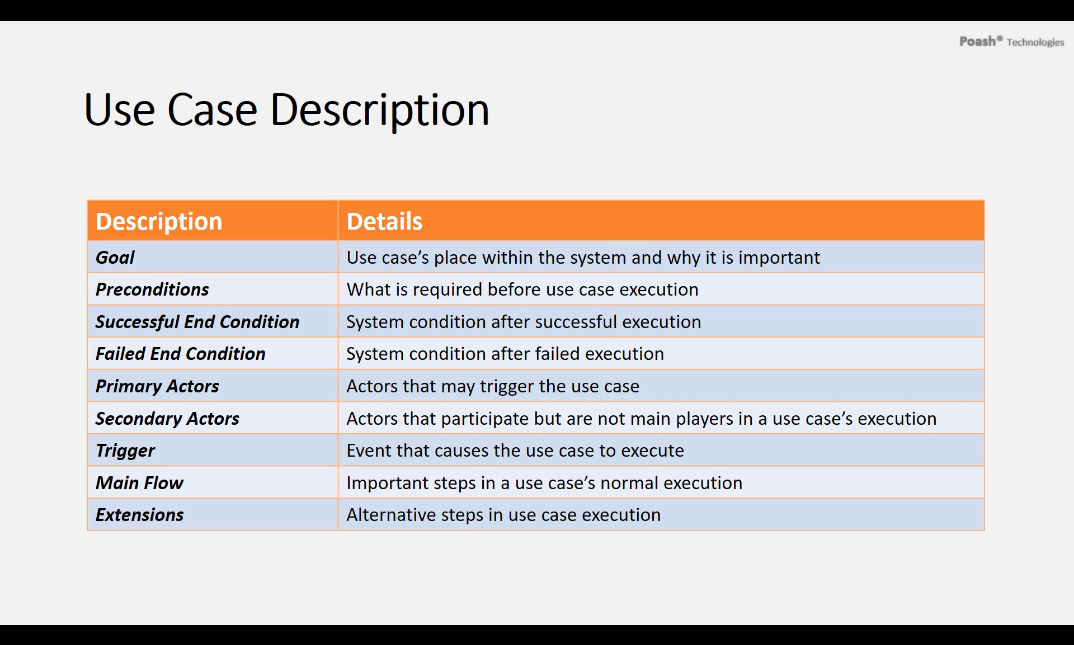 Poash® Technologies
Use Case Description
Description Details
Goal Use case’s place within the system and why it is important
Preconditions What is required before use case execution
Successful End Condition System condition after successful execution
Failed End Condition System condition after failed execution
Primary Actors Actors that may trigger the use case
Secondary Actors Actors that participate but are not main players in a use case’s execution
Trigger Event that causes the use case to execute
Main Flow Important steps in a use case’s normal execution
Extensions Alternative steps in use case execution